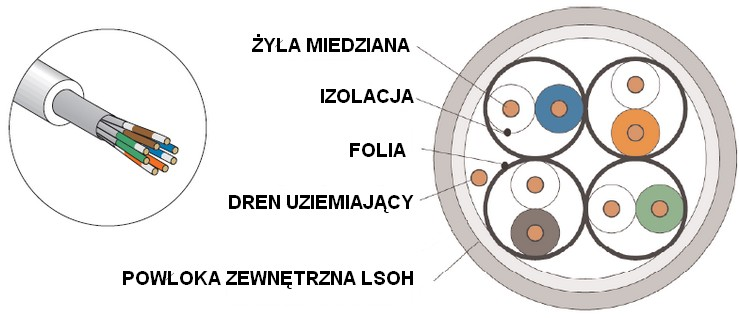 ŻYŁA MIEDZIANA
IZOLACJA
FOLIA
DREN UZIEMIAJĄCY
POWŁOKA ZEWNĘTRZNA LSOH